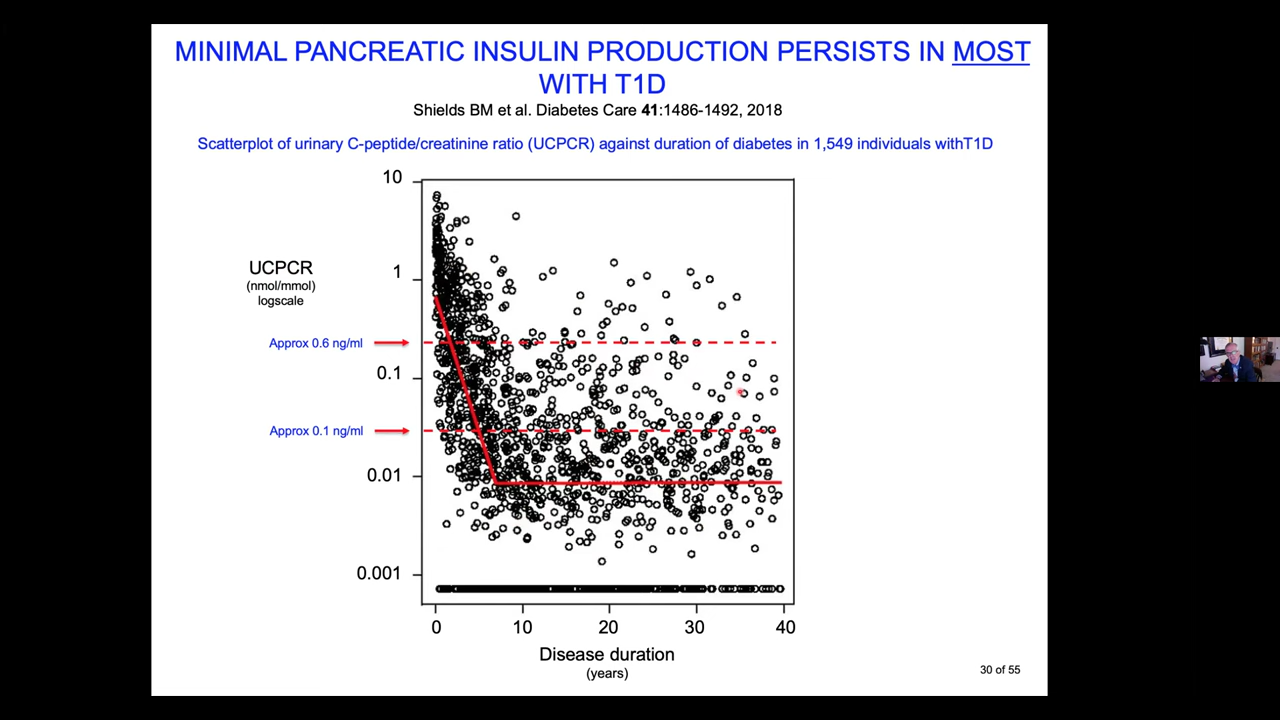 MINIMAL PANCREATIC INSULIN PRODUCTION PERSISTS IN MOST
WITH T1D
Shields BM et al. Diabetes Care 41:1486-1492, 2018
Scatterplot of urinary C-peptide/creatinine ratio (UCPCR) against duration of diabetes in 1,549 individuals withT1D
10
UCPCR
(nmol/mmol)
logscale
1
Approx 0.6 ng/ml
0.1
Approx 0.1 ng/ml
0.01
0.001
0 10 20 30 40
Disease duration
(years)
30 of 55